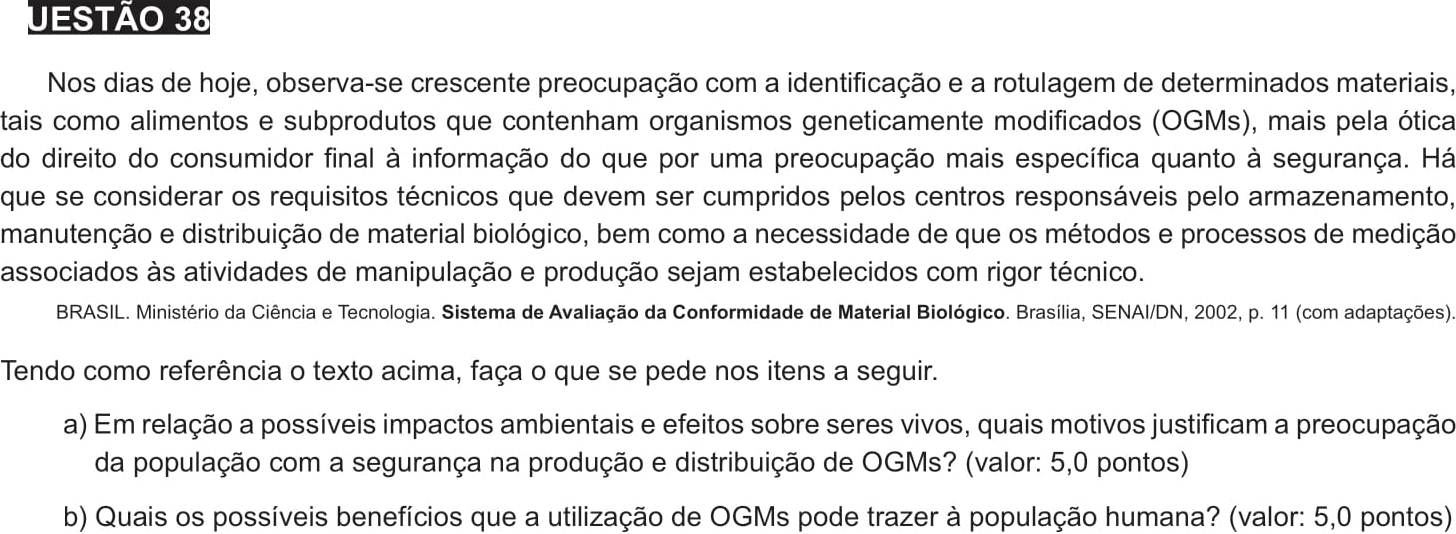 UESTÃO 38
Nos dias de hoje, observa-se crescente preocupação com a identificação e a rotulagem de determinados materiais,
tais como alimentos e subprodutos que contenham organismos geneticamente modificados (OGMs), mais pela ótica
do direito do consumidor final à informação do que por uma preocupação mais específica quanto à segurança. Há
que se considerar os requisitos técnicos que devem ser cumpridos pelos centros responsáveis pelo armazenamento,
manutenção e distribuição de material biológico, bem como a necessidade de que os métodos e processos de medição
associados às atividades de manipulação e produção sejam estabelecidos com rigor técnico.
BRASIL. Ministério da Ciência e Tecnologia. Sistema de Avaliação da Conformidade de Material Biológico. Brasília, SENAI/DN, 2002, p. 11 (com adaptações).
Tendo como referência o texto acima, faça o que se pede nos itens a seguir.
a) Em relação a possíveis impactos ambientais e efeitos sobre seres vivos, quais motivos justificam a preocupação
da população com a segurança na produção e distribuição de OGMs? (valor: 5,0 pontos)
b) Quais os possíveis benefícios que a utilização de OGMs pode trazer à população humana? (valor: 5,0 pontos)